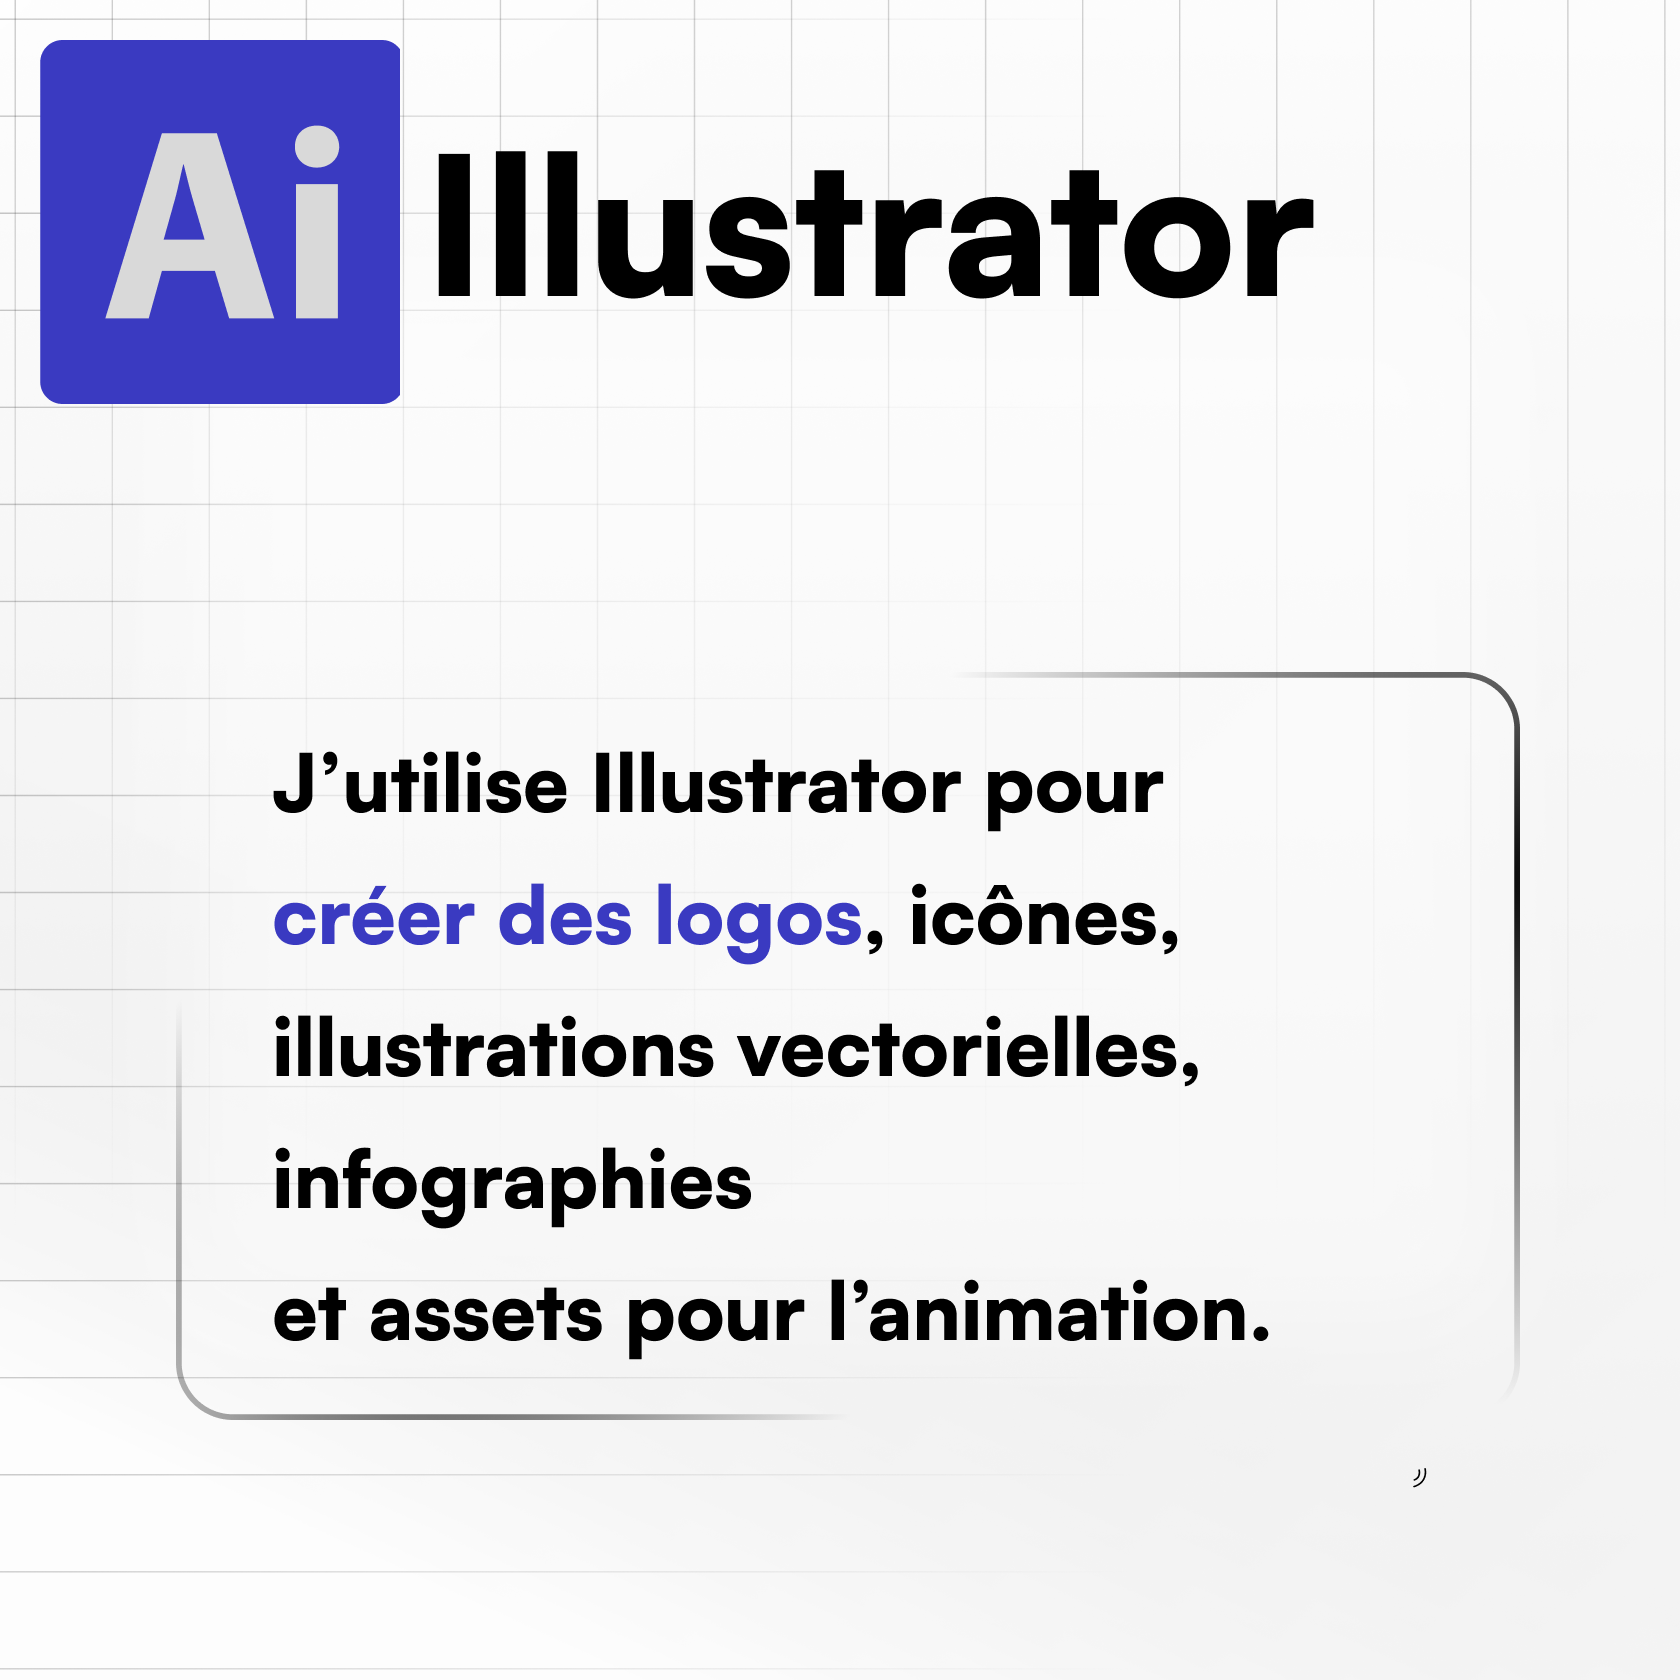 Ai Illustrator
J’utilise Illustrator pour
créer des logos, icônes,
illustrations vectorielles,
infographies
et assets pour l’animation.